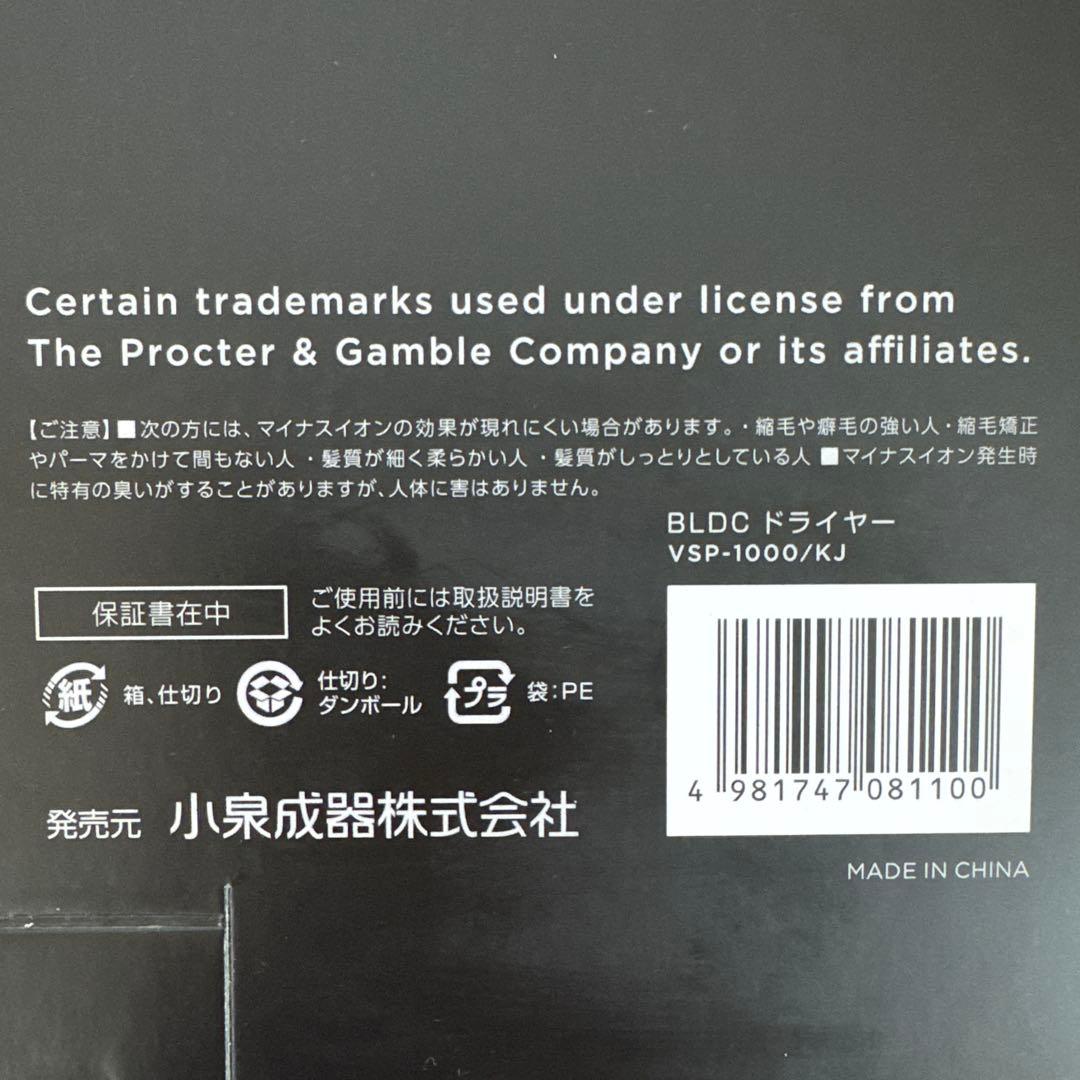 Certain trademarks used under license from
The Procter & Gamble Company or its affiliates.
【ご注意】■次の方には、マイナスイオンの効果が現れにくい場合があります。・縮毛や癖毛の強い人・縮毛矯正
やパーマをかけて間もない人・髪質が細く柔らかい人・髪質がしっとりとしている人■マイナスイオン発生時
に特有の臭いがすることがありますが、人体に害はありません。
BLDC ドライヤー
VSP-1000/KJ
保証書在中
ご使用前には取扱説明書を
よくお読みください。
紙
箱、仕切り
仕切り:
ダンボール
プラ
袋:PE
4 981747 081100
発売元 小泉成器株式会社
MADE IN CHINA